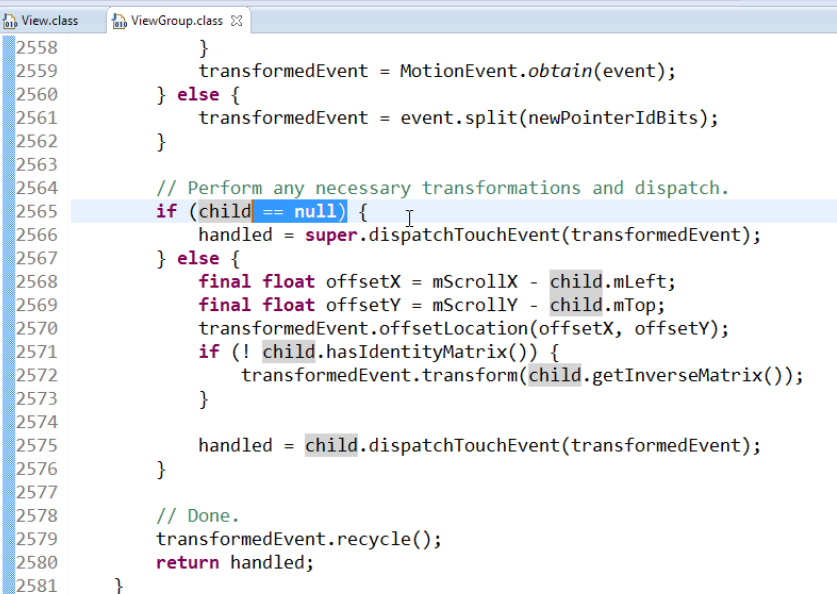 View.class ViewGroup.class
2558 }
2559 transformedEvent = MotionEvent.obtain(event);
2560 } else {
2561 transformedEvent = event.split(newPointerIdBits);
2562 }
2563
2564 // Perform any necessary transformations and dispatch.
2565 if (child == null) {
2566 handled = super.dispatchTouchEvent(transformedEvent);
2567 } else {
2568 final float offsetX = mScrollX - child.mLeft;
2569 final float offsetY = mScrollY - child.mTop;
2570 transformedEvent.offsetLocation(offsetX, offsetY);
2571 if (! child.hasIdentityMatrix()) {
2572 transformedEvent.transform(child.getInverseMatrix());
2573 }
2574
2575 handled = child.dispatchTouchEvent(transformedEvent);
2576 }
2577
2578 // Done.
2579 transformedEvent.recycle();
2580 return handled;
2581 }